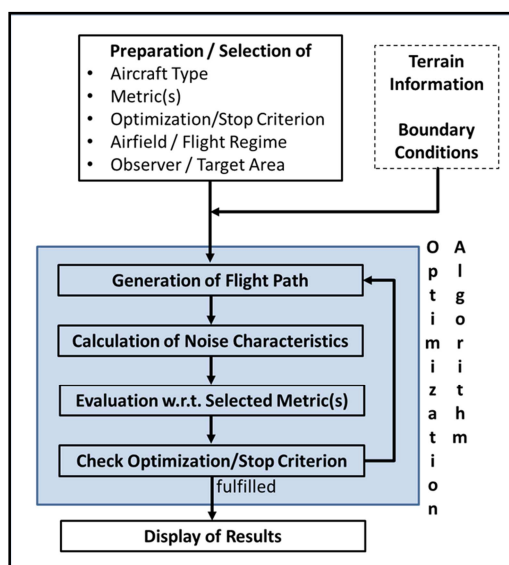 Preparation / Selection of
• Aircraft Type
• Metric(s)
• Optimization/Stop Criterion
• Airfield / Flight Regime
• Observer / Target Area
Terrain
Information
Boundary
Conditions
Optimization
Algorithm
Generation of Flight Path
Calculation of Noise Characteristics
Evaluation w.r.t. Selected Metric(s)
Check Optimization/Stop Criterion
fulfilled
Display of Results